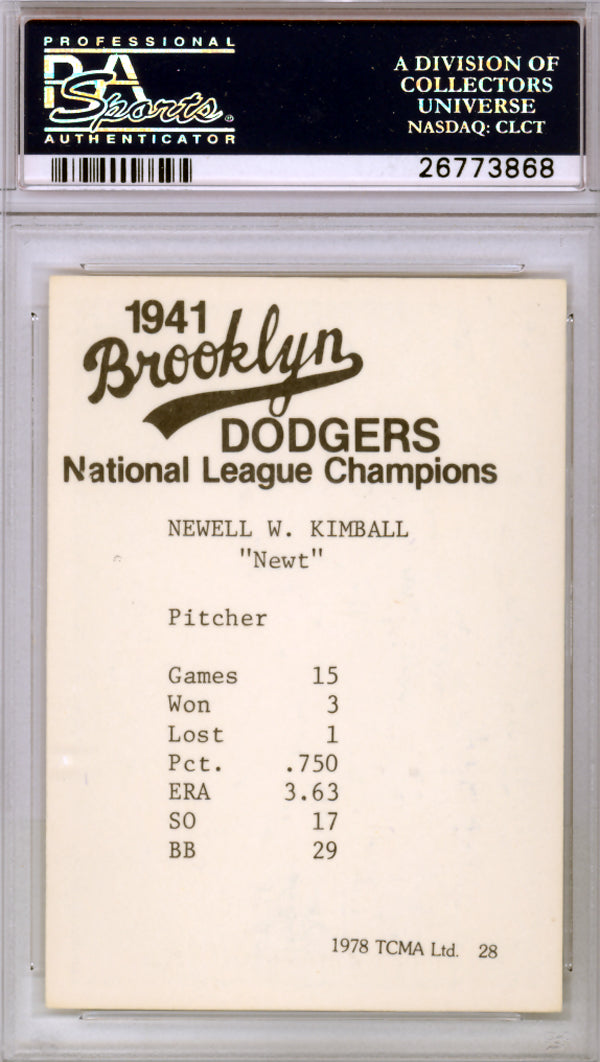 PROFESSIONAL
PSA
Sports
AUTHENTICATOR
A DIVISION OF
COLLECTORS
UNIVERSE
NASDAQ: CLCT
26773868
1941
Brooklyn
DODGERS
National League Champions
NEWELL W. KIMBALL
"Newt"
Pitcher
Games 15
Won 3
Lost 1
Pct. .750
ERA 3.63
SO 17
BB 29
1978 TCMA Ltd. 28